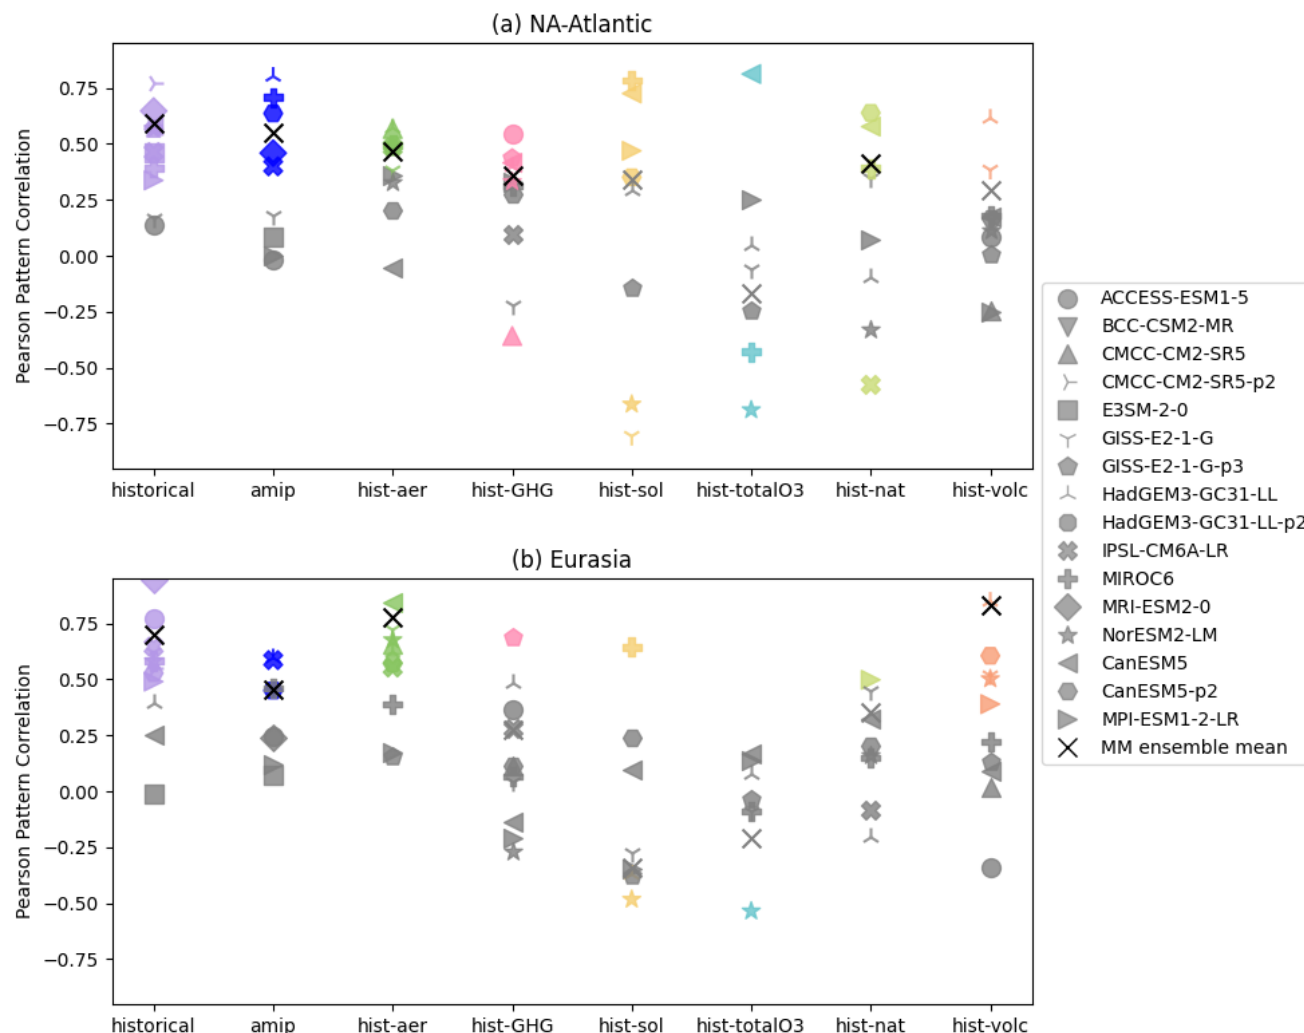 (a) NA-Atlantic
Pearson Pattern Correlation
0.75
0.50
0.25
0.00
−0.25
−0.50
−0.75
historical amip hist-aer hist-GHG hist-sol hist-totalO3 hist-nat hist-volc
(b) Eurasia
Pearson Pattern Correlation
0.75
0.50
0.25
0.00
−0.25
−0.50
−0.75
historical amip hist-aer hist-GHG hist-sol hist-totalO3 hist-nat hist-volc
ACCESS-ESM1-5
BCC-CSM2-MR
CMCC-CM2-SR5
CMCC-CM2-SR5-p2
E3SM-2-0
GISS-E2-1-G
GISS-E2-1-G-p3
HadGEM3-GC31-LL
HadGEM3-GC31-LL-p2
IPSL-CM6A-LR
MIROC6
MRI-ESM2-0
NorESM2-LM
CanESM5
CanESM5-p2
MPI-ESM1-2-LR
MM ensemble mean